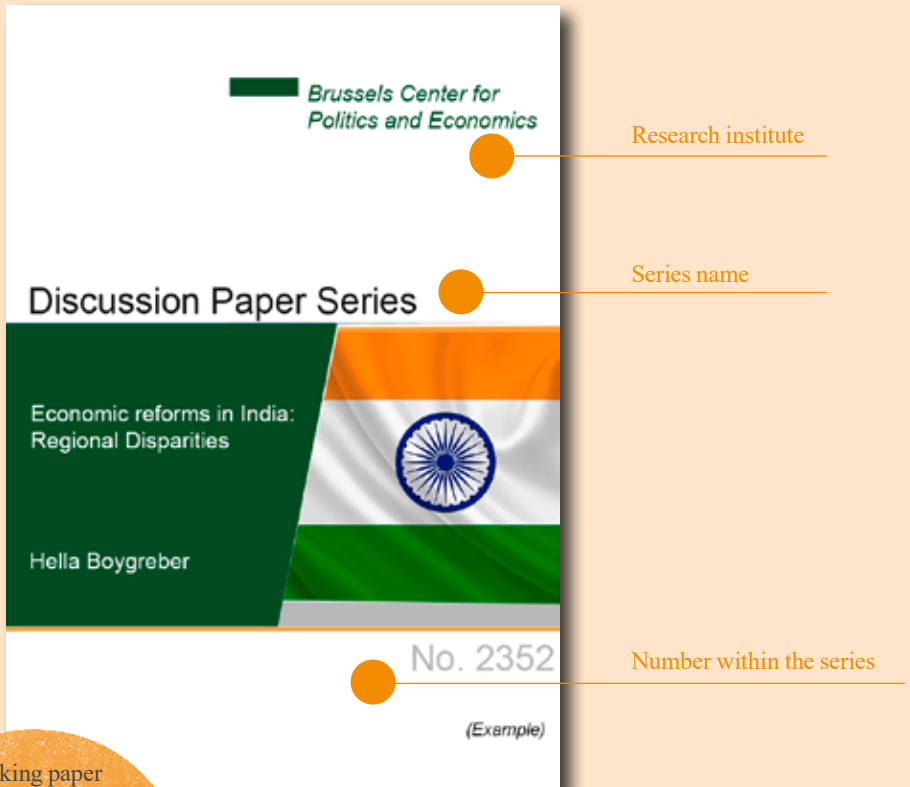 Brussels Center for
Politics and Economics
Research institute
Series name
Discussion Paper Series
Economic reforms in India:
Regional Disparities
Hella Boygreber
No. 2352
Number within the series
(Example)
king paper